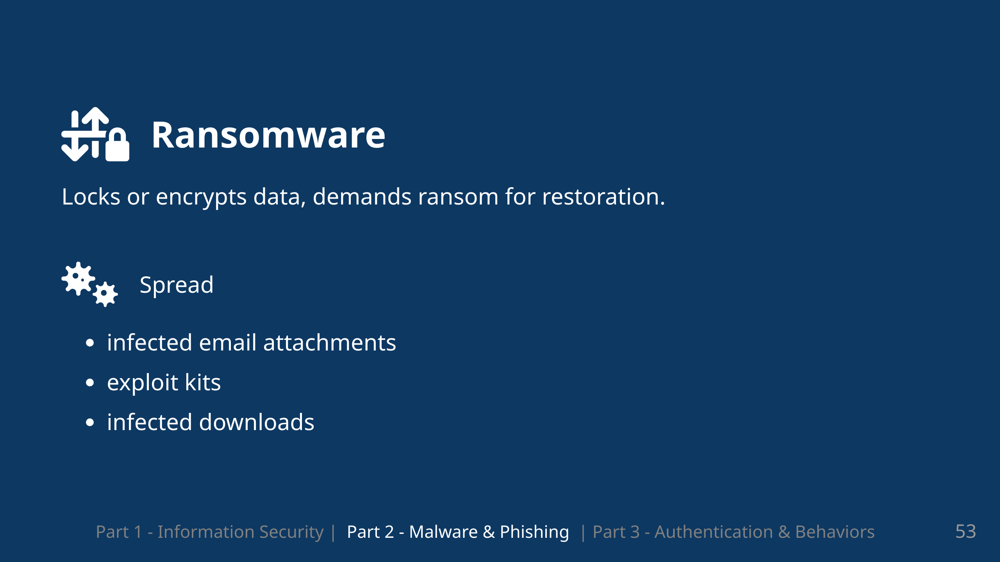 Ransomware
Locks or encrypts data, demands ransom for restoration.
Spread
• infected email attachments
• exploit kits
• infected downloads
Part 1 - Information Security | Part 2 - Malware & Phishing | Part 3 - Authentication & Behaviors 53